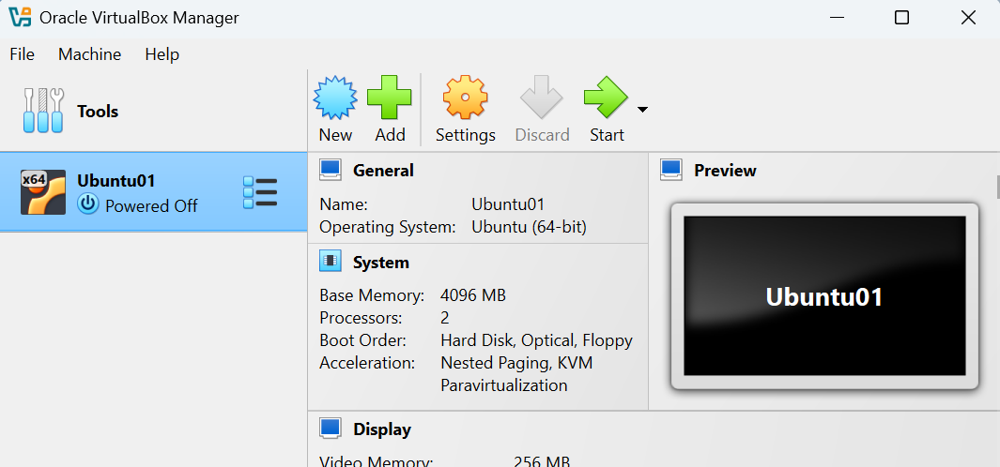 Oracle VirtualBox Manager
File Machine Help
Tools
New Add Settings Discard Start
x64
Ubuntu01
Powered Off
General
Name: Ubuntu01
Operating System: Ubuntu (64-bit)
System
Base Memory: 4096 MB
Processors: 2
Boot Order: Hard Disk, Optical, Floppy
Acceleration: Nested Paging, KVM
Paravirtualization
Preview
Ubuntu01
Display
Video Memory: 256 MB